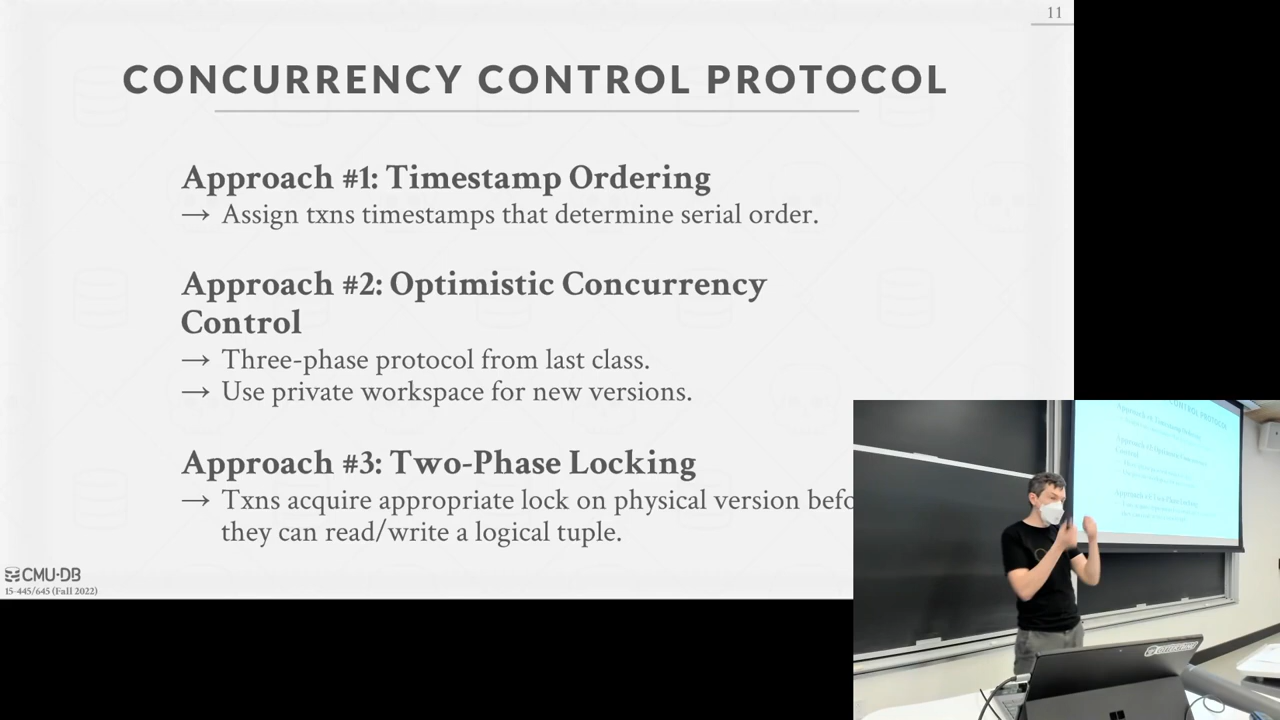 11
CONCURRENCY CONTROL PROTOCOL
Approach #1: Timestamp Ordering
→ Assign txns timestamps that determine serial order.
Approach #2: Optimistic Concurrency
Control
→ Three-phase protocol from last class.
→ Use private workspace for new versions.
Approach #3: Two-Phase Locking
→ Txns acquire appropriate lock on physical version befo
they can read/write a logical tuple.
CMU·DB
15-445/645 (Fall 2022)